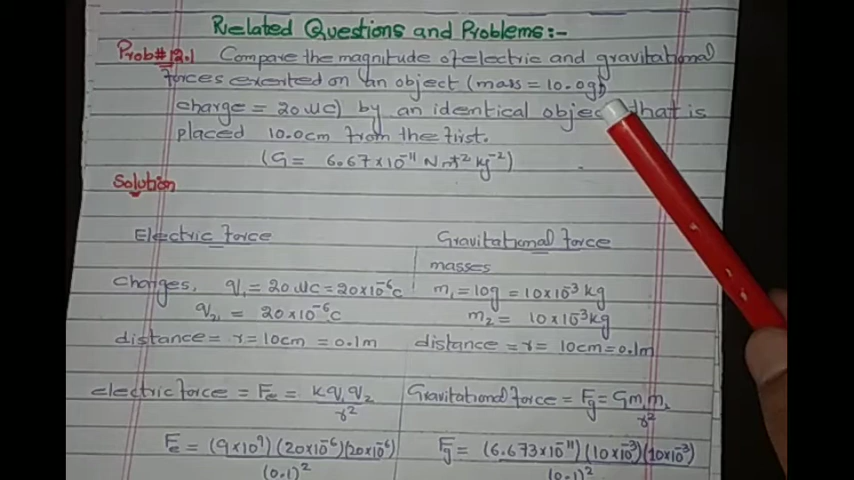 Related Questions and Problems:-
Prob#12.1 Compare the magnitude of electric and gravitational
forces exerted on an object (mass = 10.0g,
charge = 20 μc) by an identical object that is
placed 10.0cm from the first.
(G = 6.67×10⁻¹¹ Nm²kg⁻²)
Solution
Electric Force
charges, q₁ = 20 μc = 20×10⁻⁶c
q₂ = 20×10⁻⁶c
distance = r = 10cm = 0.1m
electric force = Fe = kq₁q₂/r²
Fe = (9×10⁹)(20×10⁻⁶)(20×10⁻⁶)/(0.1)²
Gravitational Force
masses
m₁ = 10g = 10×10⁻³kg
m₂ = 10×10⁻³kg
distance = r = 10cm = 0.1m
Gravitational force = Fg = Gm₁m₂/r²
Fg = (6.673×10⁻¹¹)(10×10⁻³)(10×10⁻³)/(0.1)²